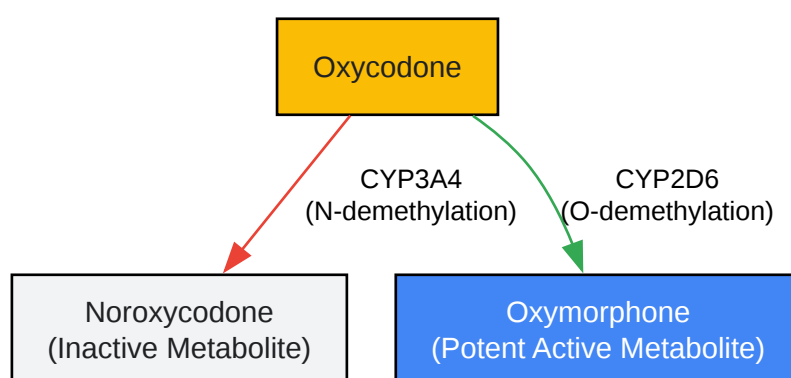 Oxycodone
CYP3A4
(N-demethylation)
CYP2D6
(O-demethylation)
Noroxycodone
(Inactive Metabolite)
Oxymorphone
(Potent Active Metabolite)